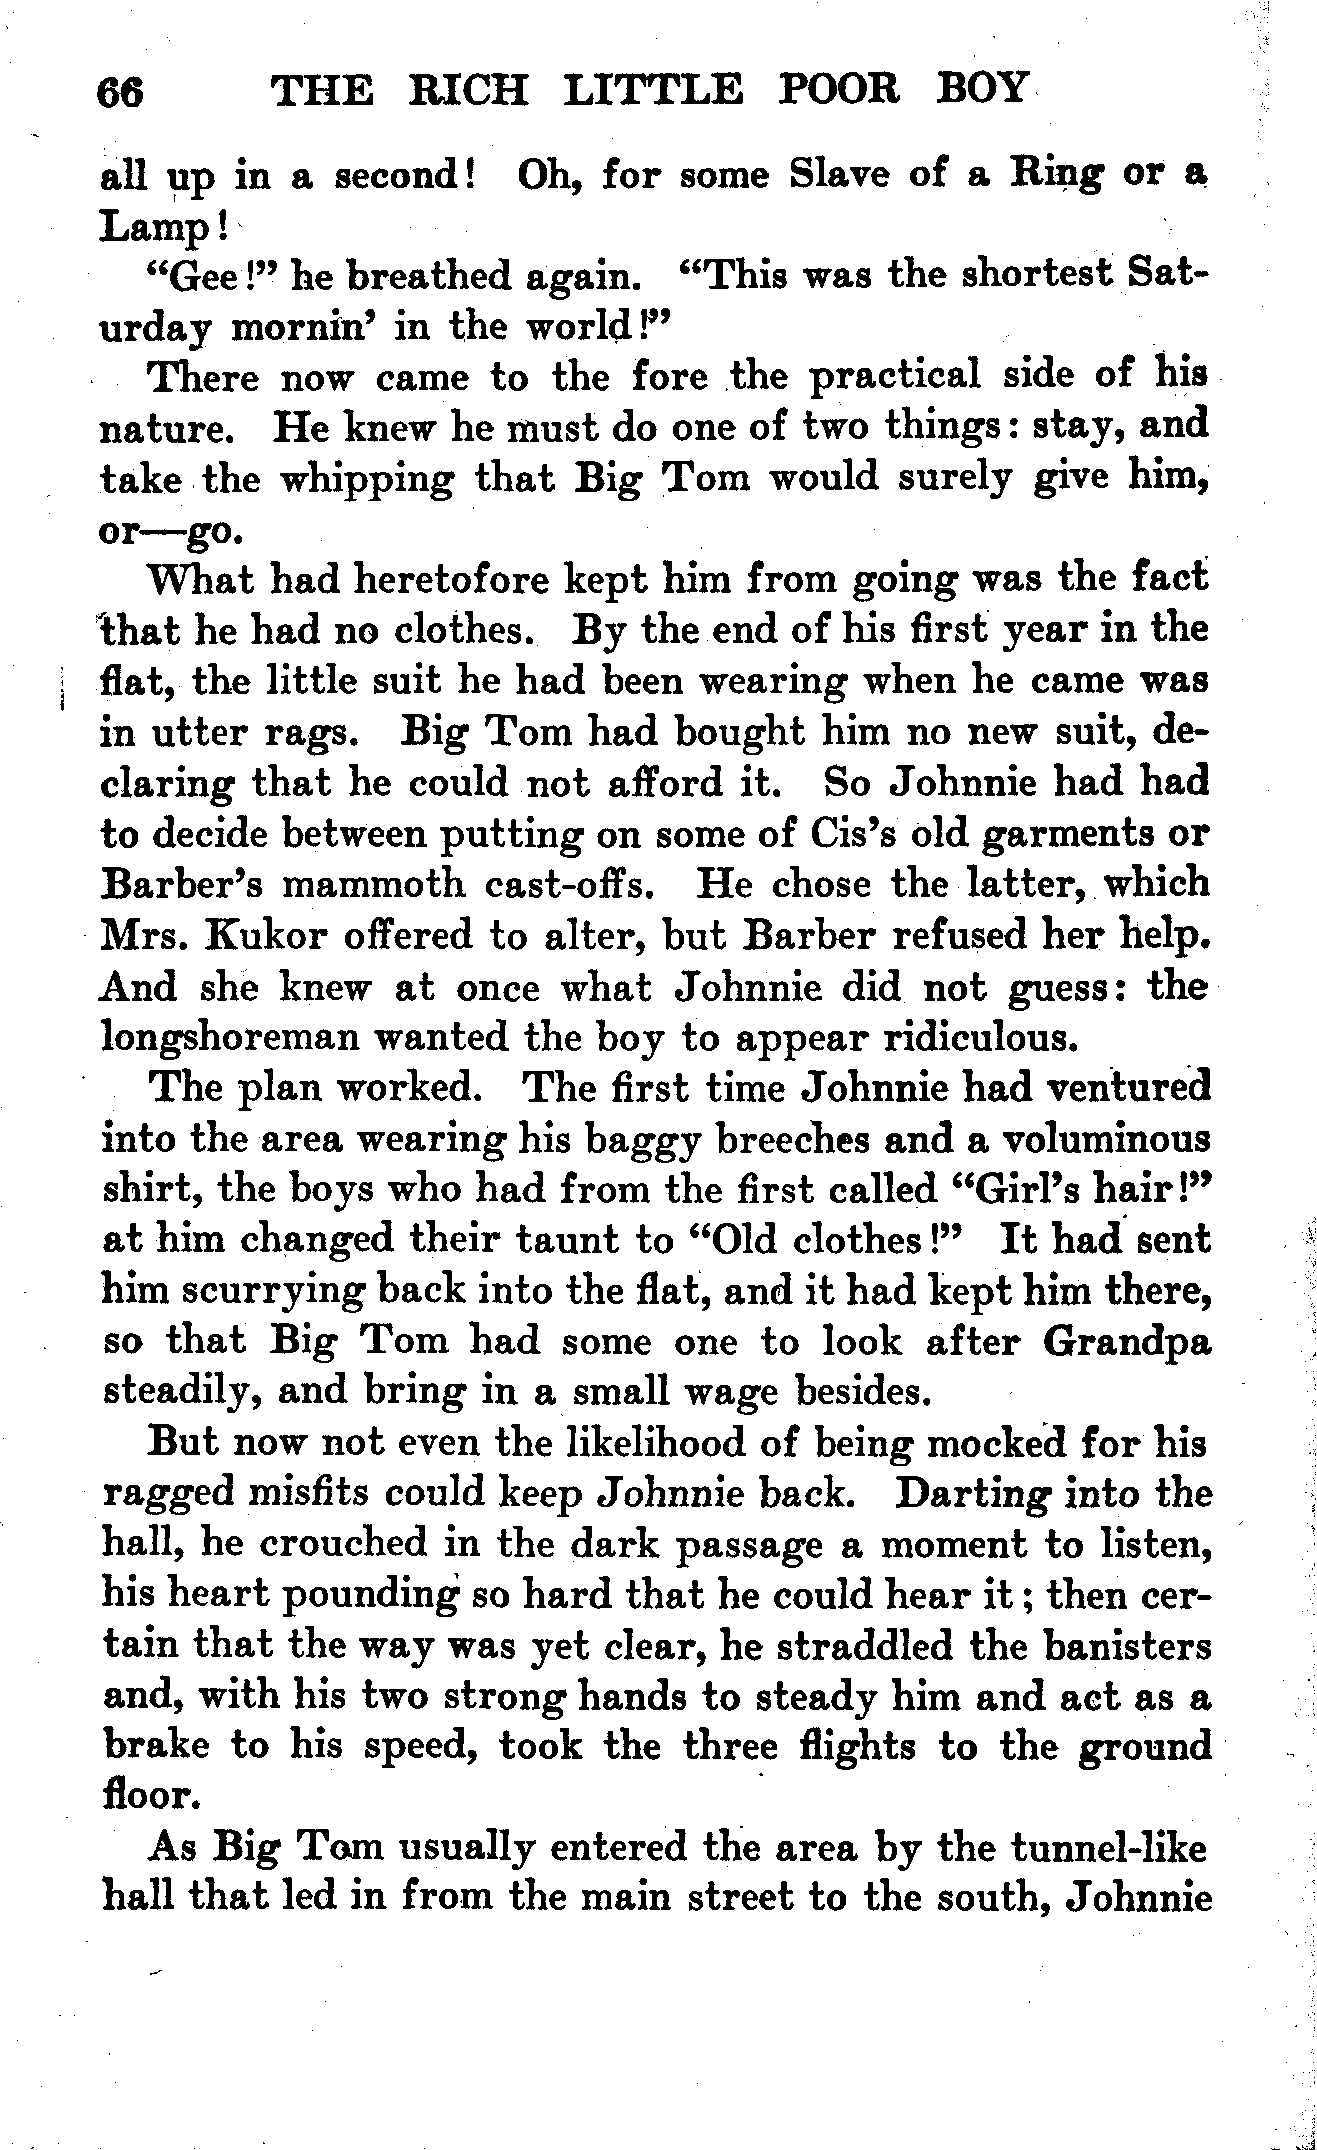 66 THE RICH LITTLE POOR BOY
all up in a second! Oh, for some Slave of a Ring or a
Lamp!
"Gee!" he breathed again. "This was the shortest Sat-
urday mornin' in the world!"
There now came to the fore the practical side of his
nature. He knew he must do one of two things: stay, and
take the whipping that Big Tom would surely give him,
or—go.
What had heretofore kept him from going was the fact
that he had no clothes. By the end of his first year in the
flat, the little suit he had been wearing when he came was
in utter rags. Big Tom had bought him no new suit, de-
claring that he could not afford it. So Johnnie had had
to decide between putting on some of Cis's old garments or
Barber's mammoth cast-offs. He chose the latter, which
Mrs. Kukor offered to alter, but Barber refused her help.
And she knew at once what Johnnie did not guess: the
longshoreman wanted the boy to appear ridiculous.
The plan worked. The first time Johnnie had ventured
into the area wearing his baggy breeches and a voluminous
shirt, the boys who had from the first called "Girl's hair!"
at him changed their taunt to "Old clothes!" It had sent
him scurrying back into the flat, and it had kept him there,
so that Big Tom had some one to look after Grandpa
steadily, and bring in a small wage besides.
But now not even the likelihood of being mocked for his
ragged misfits could keep Johnnie back. Darting into the
hall, he crouched in the dark passage a moment to listen,
his heart pounding so hard that he could hear it; then cer-
tain that the way was yet clear, he straddled the banisters
and, with his two strong hands to steady him and act as a
brake to his speed, took the three flights to the ground
floor.
As Big Tom usually entered the area by the tunnel-like
hall that led in from the main street to the south, Johnnie